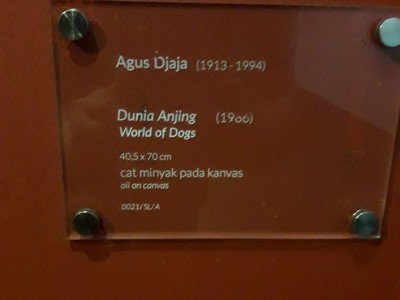 Agus Djaja (1913 - 1994)
Dunia Anjing (1966)
World of Dogs
40,5 x 70 cm
cat minyak pada kanvas
oil on canvas
0021/SL/A